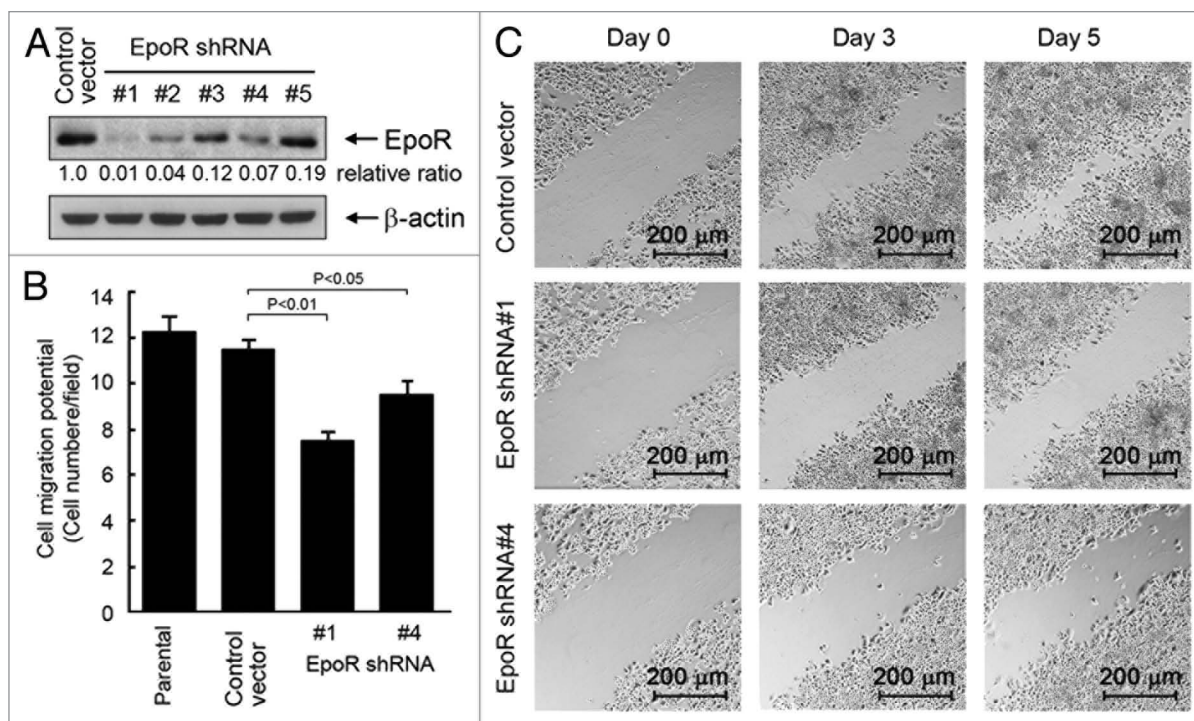 A
Control
vector
EpoR shRNA
#1 #2 #3 #4 #5
EpoR
1.0 0.01 0.04 0.12 0.07 0.19 relative ratio
β-actin
B
Cell migration potential
(Cell numbere/field)
14
12
10
8
6
4
2
0
P<0.05
P<0.01
Parental
Control
vector
#1 #4
EpoR shRNA
C
Day 0 Day 3 Day 5
Control vector
200 µm 200 µm 200 µm
EpoR shRNA#1
200 µm 200 µm 200 µm
EpoR shRNA#4
200 µm 200 µm 200 µm